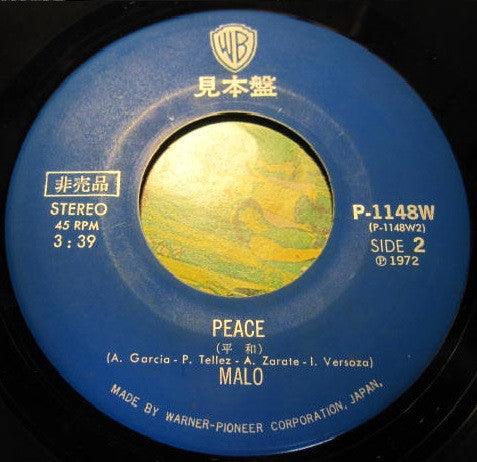 WB
見本盤
非売品
STEREO
45 RPM
3:39
P-1148W
(P-1148W2)
SIDE 2
Ⓟ 1972
PEACE
(平 和)
(A. Garcia - P. Tellez - A. Zarate - I. Versoza)
MALO
MADE BY WARNER-PIONEER CORPORATION, JAPAN.